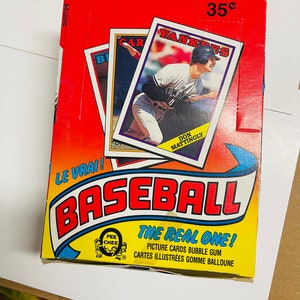 35¢
YANKEES
DON MATTINGLY
LE VRAI!
BASEBALL
THE REAL ONE!
O PEE CHEE
PICTURE CARDS BUBBLE GUM
CARTES ILLUSTRÉES GOMME BALLOUNE